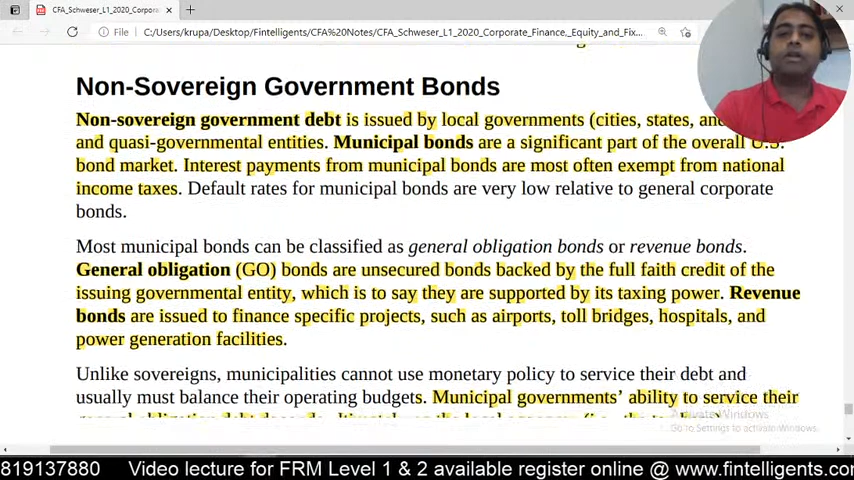 CFA_Schweser_L1_2020_Corpora
File
C:/Users/krupa/Desktop/Fintelligents/CFA%20Notes/CFA_Schweser_L1_2020_Corporate_Finance,_Equity_and_Fix...
Non-Sovereign Government Bonds
Non-sovereign government debt is issued by local governments (cities, states, and
and quasi-governmental entities. Municipal bonds are a significant part of the overall U.S.
bond market. Interest payments from municipal bonds are most often exempt from national
income taxes. Default rates for municipal bonds are very low relative to general corporate
bonds.
Most municipal bonds can be classified as general obligation bonds or revenue bonds.
General obligation (GO) bonds are unsecured bonds backed by the full faith credit of the
issuing governmental entity, which is to say they are supported by its taxing power. Revenue
bonds are issued to finance specific projects, such as airports, toll bridges, hospitals, and
power generation facilities.
Unlike sovereigns, municipalities cannot use monetary policy to service their debt and
usually must balance their operating budgets. Municipal governments' ability to service their
Activate Windows
Go to Settings to activate Windows.
819137880 Video lecture for FRM Level 1 & 2 available register online @ www.fintelligents.com